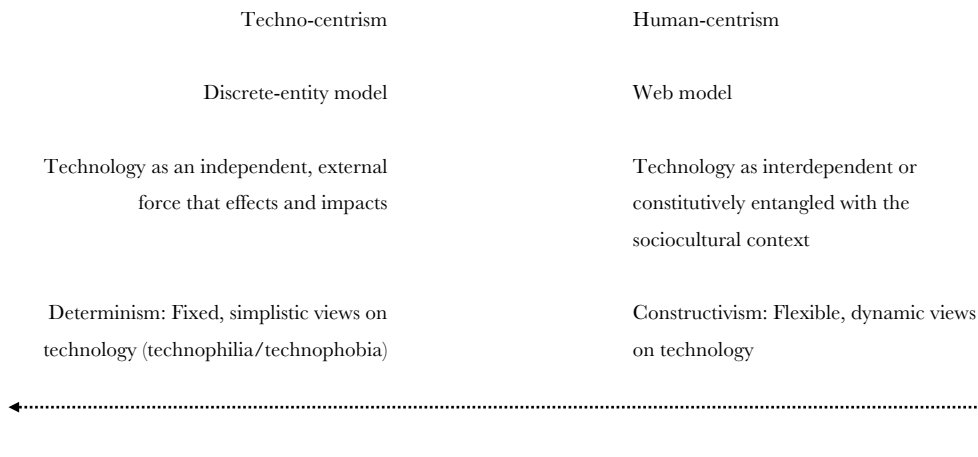 Techno-centrism
Human-centrism
Discrete-entity model
Web model
Technology as an independent, external
force that effects and impacts
Technology as interdependent or
constitutively entangled with the
sociocultural context
Determinism: Fixed, simplistic views on
technology (technophilia/technophobia)
Constructivism: Flexible, dynamic views
on technology